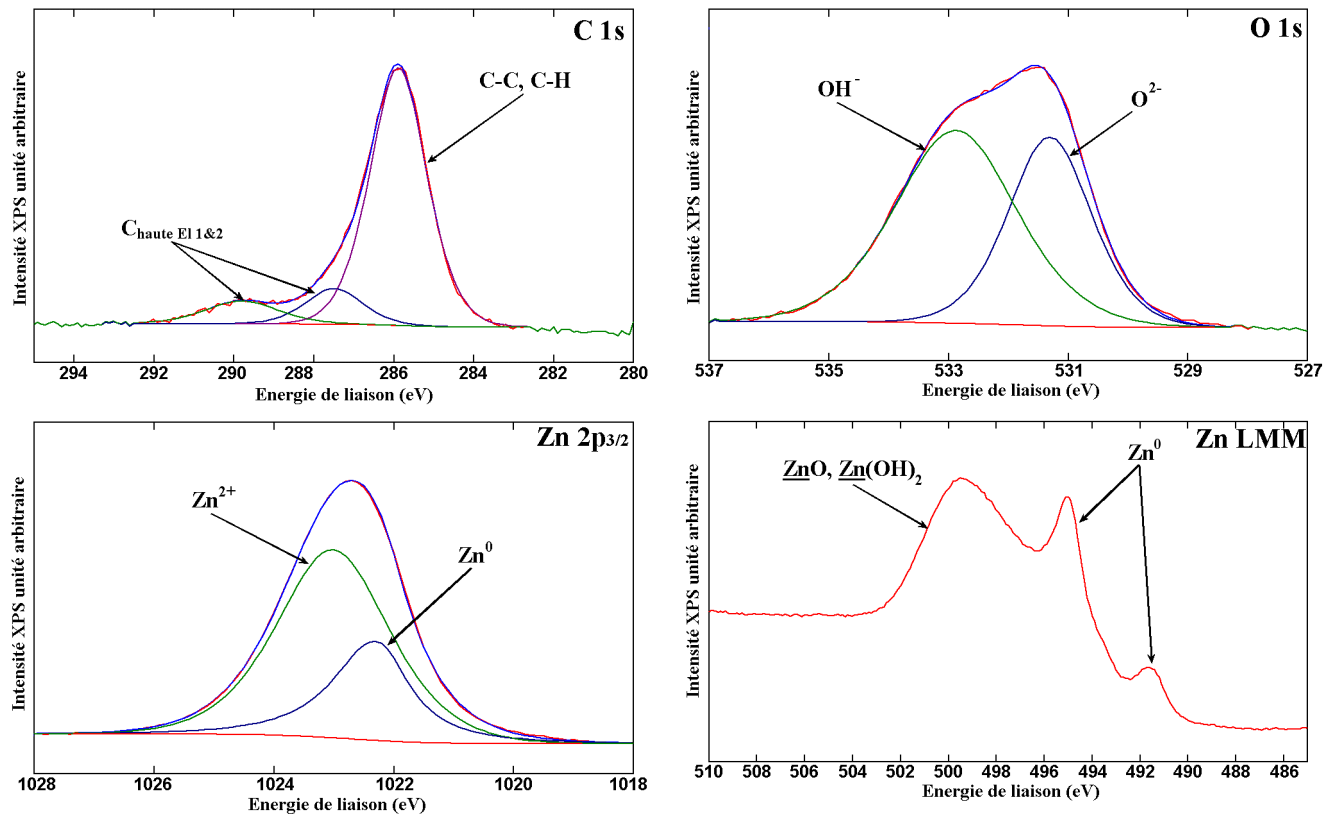 C 1s
Intensité XPS unité arbitraire
C-C, C-H
C haute El 1&2
294 292 290 288 286 284 282 280
Energie de liaison (eV)
O 1s
Intensité XPS unité arbitraire
OH-
O2-
537 535 533 531 529 527
Energie de liaison (eV)
Zn 2p3/2
Intensité XPS unité arbitraire
Zn2+
Zn0
1028 1026 1023 1022 1020 1018
Energie de liaison (eV)
Zn LMM
Intensité XPS unité arbitraire
ZnO, Zn(OH)2
Zn0
510 508 506 504 502 500 498 496 494 492 490 488 486
Energie de liaison (eV)